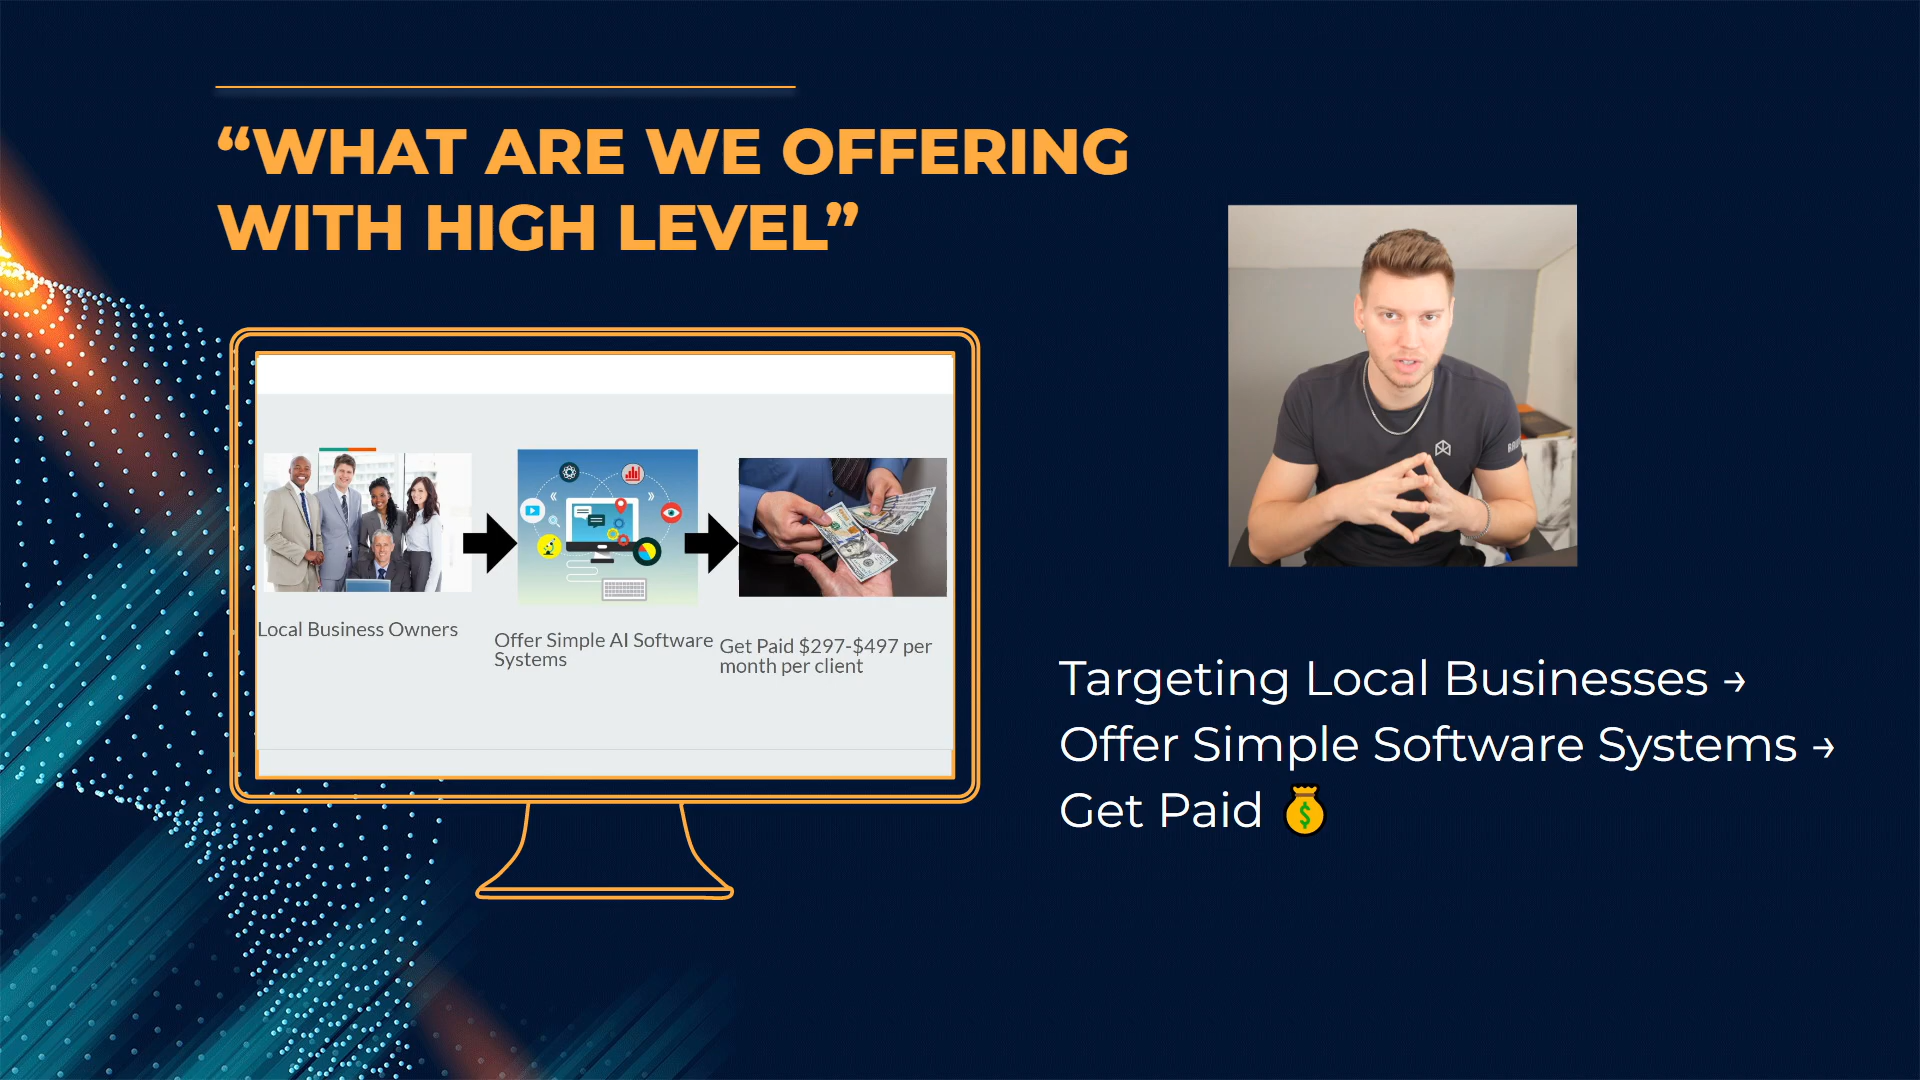 “WHAT ARE WE OFFERING
WITH HIGH LEVEL”
Local Business Owners
Offer Simple AI Software
Systems
Get Paid $297-$497 per
month per client
Targeting Local Businesses →
Offer Simple Software Systems →
Get Paid 💰